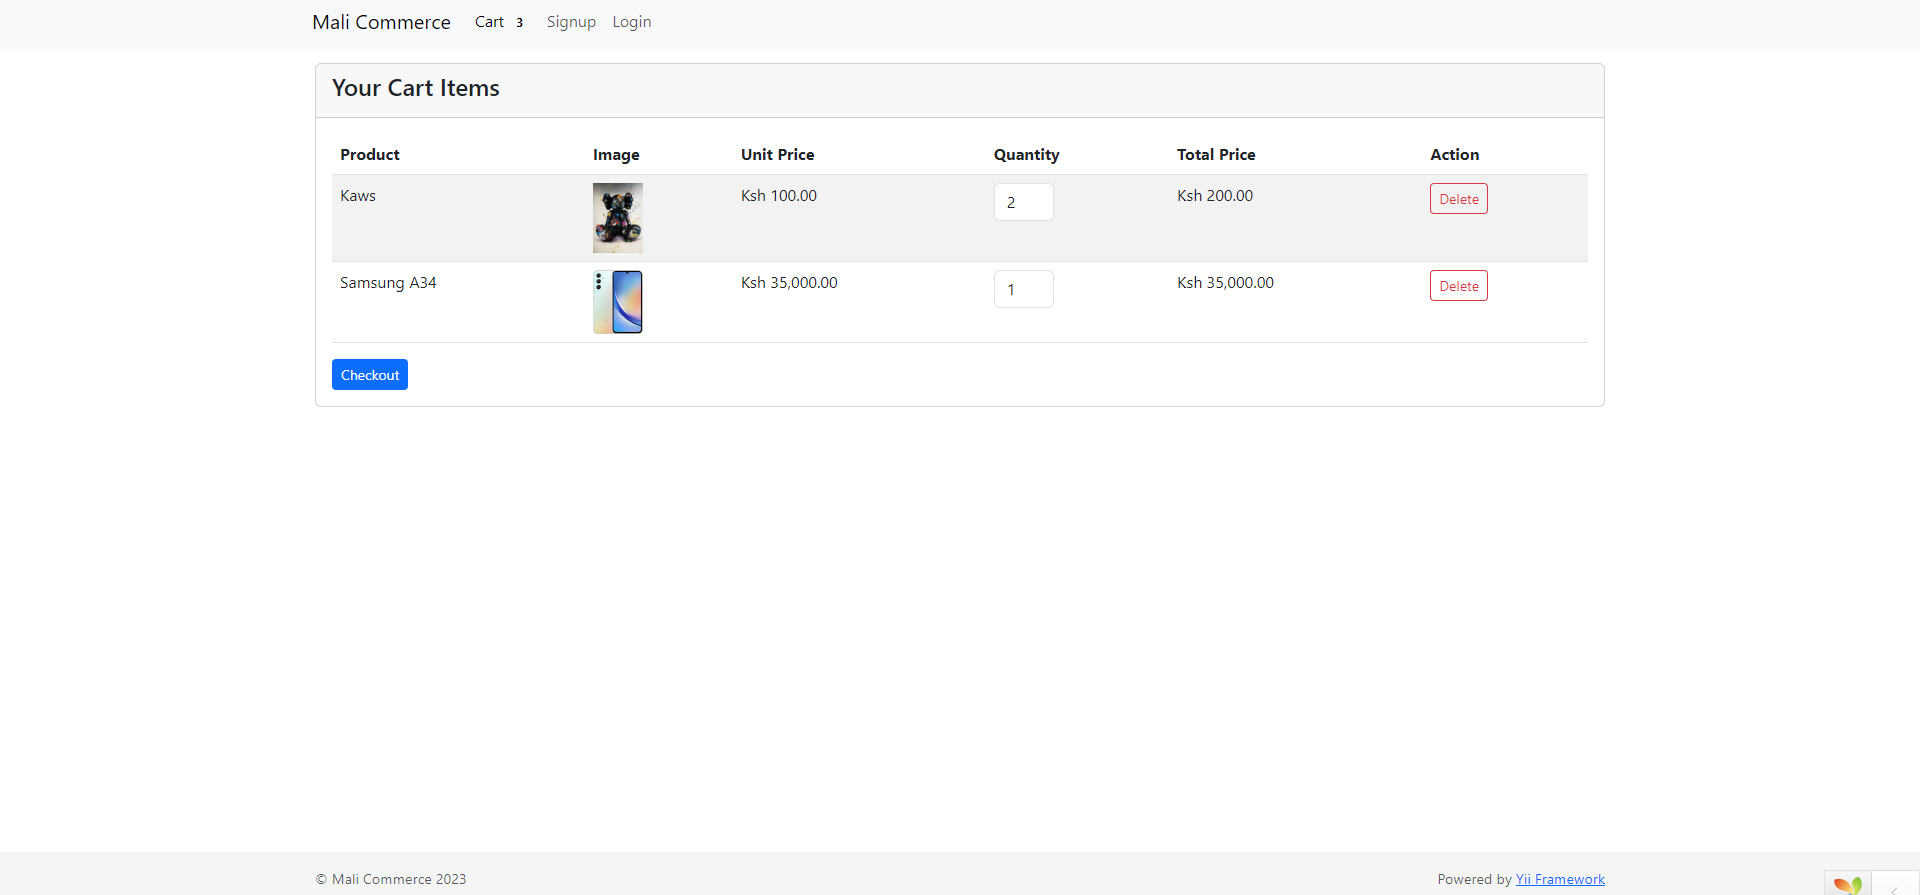 Mali Commerce Cart 3 Signup Login
Your Cart Items
Product Image Unit Price Quantity Total Price Action
Kaws Ksh 100.00 2 Ksh 200.00 Delete
Samsung A34 Ksh 35,000.00 1 Ksh 35,000.00 Delete
Checkout
© Mali Commerce 2023 Powered by Yii Framework